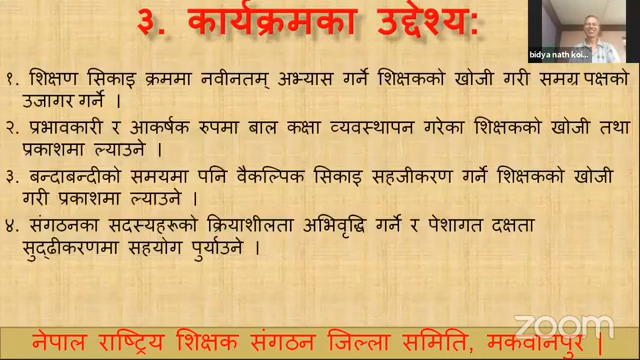 ३. कार्यक्रमका उद्देश्य:
bidya nath koi...
१. शिक्षण सिकाइ क्रममा नवीनतम् अभ्यास गर्ने शिक्षकको खोजी गरी समग्र पक्षको
उजागर गर्ने ।
२. प्रभावकारी र आकर्षक रुपमा बाल कक्षा व्यवस्थापन गरेका शिक्षकको खोजी तथा
प्रकाशमा ल्याउने ।
३. बन्दाबन्दीको समयमा पनि वैकल्पिक सिकाइ सहजीकरण गर्ने शिक्षकको खोजी
गरी प्रकाशमा ल्याउने ।
४. संगठनका सदस्यहरूको क्रियाशीलता अभिवृद्धि गर्ने र पेशागत दक्षता
सुद्ढीकरणमा सहयोग पुर्याउने ।
zoom
नेपाल राष्ट्रिय शिक्षक संगठन जिल्ला समिति, मकवानपुर |